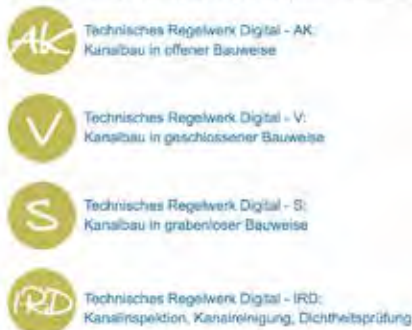 AK
Technisches Regelwerk Digital - AK:
Kanalbau in offener Bauweise
V
Technisches Regelwerk Digital - V:
Kanalbau in geschlossener Bauweise
S
Technisches Regelwerk Digital - S:
Kanalbau in grabenloser Bauweise
IRD
Technisches Regelwerk Digital - IRD:
Kanalinspektion, Kanalreinigung, Dichtheitsprüfung